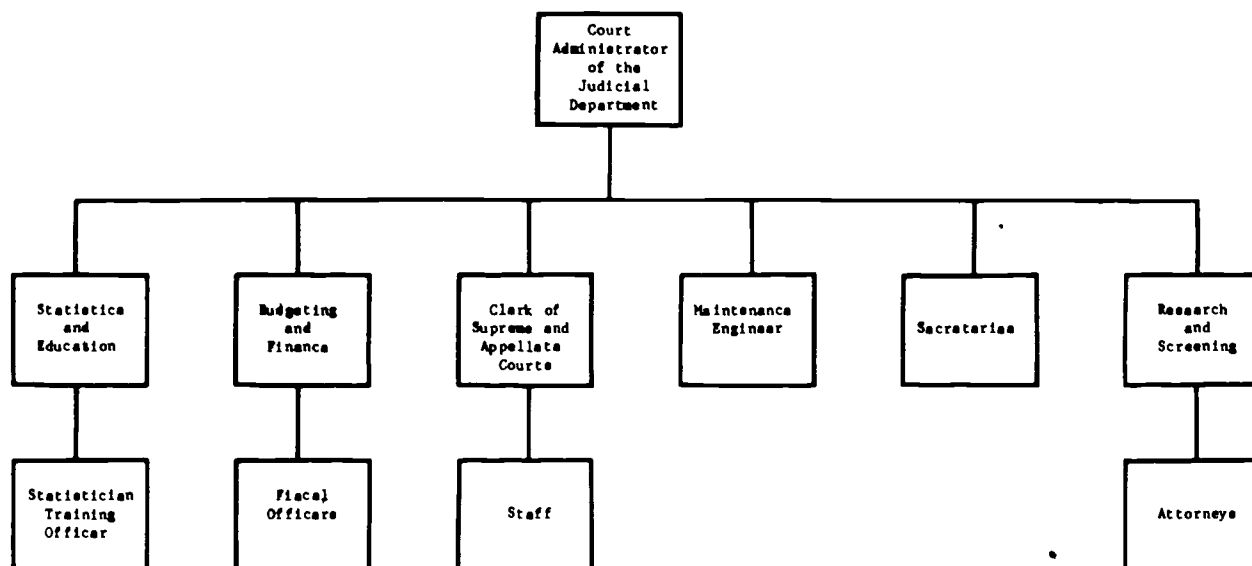 Court
Administrator
of the
Judicial
Department
Statistics
and
Education
Budgeting
and
Finance
Clerk of
Supreme and
Appellate
Courts
Maintenance
Engineer
Secretaries
Research
and
Screening
Statistician
Training
Officer
Fiscal
Officers
Staff
Attorneys